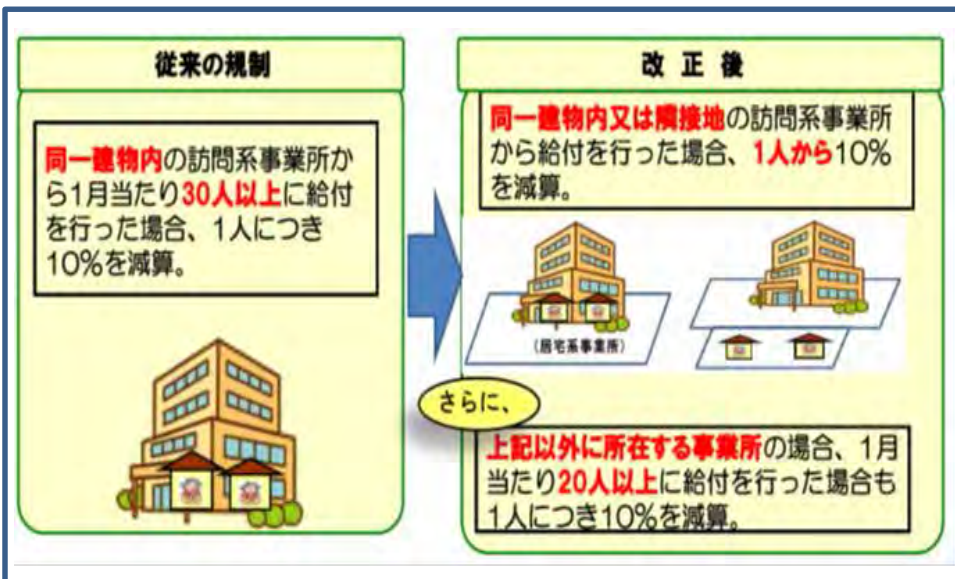 従来の規制
同一建物内の訪問系事業所か
ら1月当たり30人以上に給付
を行った場合、1人につき
10%を減算。
改正後
同一建物内又は隣接地の訪問系事業所
から給付を行った場合、1人から10%
を減算。
(居宅系事業所)
さらに、
上記以外に所在する事業所の場合、1月
当たり20人以上に給付を行った場合も
1人につき10%を減算。